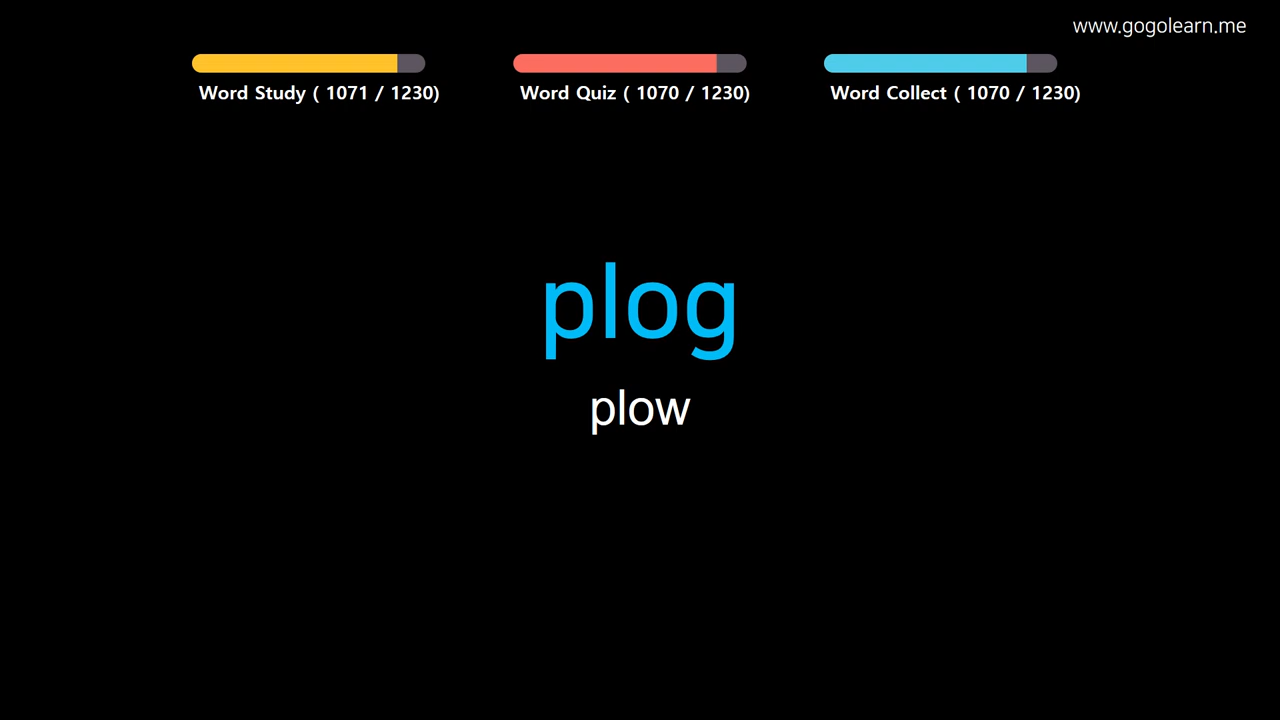 www.gogolearn.me
Word Study ( 1071 / 1230)
Word Quiz ( 1070 / 1230)
Word Collect ( 1070 / 1230)
plog
plow